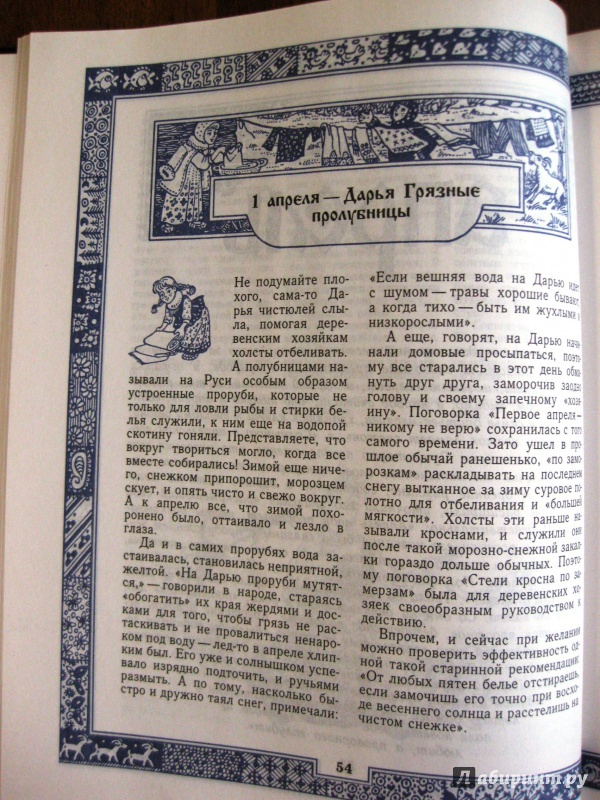 1 апреля — Дарья Грязные
пролубницы
Не подумайте пло-
хого, сама-то Да-
рья чистюлей слы-
ла, помогая дере-
венским хозяйкам
холсты отбеливать.
А полубницами на-
зывали на Руси особым образом
устроенные проруби, которые не
только для ловли рыбы и стирки бе-
лья служили, к ним еще на водопой
скотину гоняли. Представляете, что
вокруг твориться могло, когда все
вместе собирались! Зимой еще ниче-
го, снежком припорошит, морозцем
скует, и опять чисто и свежо вокруг.
А к апрелю все, что зимой похо-
ронено было, оттаивало и лезло в
глаза.
Да и в самих прорубях вода за-
стаивалась, становилась неприятной,
желтой. «На Дарью проруби мутят-
ся,» — говорили в народе, стараясь
«обогатить» их края жердями и дос-
ками для того, чтобы грязь не рас-
таскивать и не провалиться ненаро-
ком под воду — лед-то в апреле хлип-
ким был. Его уже и солнышком успе-
вало изрядно подточить, и ручьями
размыть. А по тому, насколько бы-
стро и дружно таял снег, примечали:
«Если вешняя вода на Дарью идет
с шумом — травы хорошие бывают,
а когда тихо — быть им жухлыми и
низкорослыми».
А еще, говорят, на Дарью начи-
нали домовые просыпаться, поэто-
му все старались в этот день обма-
нуть друг друга, заморочив заодно
голову и своему запечному «хозя-
ину». Поговорка «Первое апреля —
никому не верю» сохранилась с того
самого времени. Зато ушел в про-
шлое обычай ранешенько, «по замо-
розкам» раскладывать на последнем
снегу вытканное за зиму суровое по-
лотно для отбеливания и «большей
мягкости». Холсты эти раньше на-
зывали кроснами, и служили они
после такой морозно-снежной закал-
ки гораздо дольше обычных. Поэто-
му поговорка «Стели кросна по за-
мерзам» была для деревенских хо-
зяек своеобразным руководством к
действию.
Впрочем, и сейчас при желании
можно проверить эффективность од-
ной такой старинной рекомендации:
«От любых пятен белье отстираешь,
если замочишь его точно при восхо-
де весеннего солнца и расстелишь на
чистом снежке».
54
Лабиринт.ру